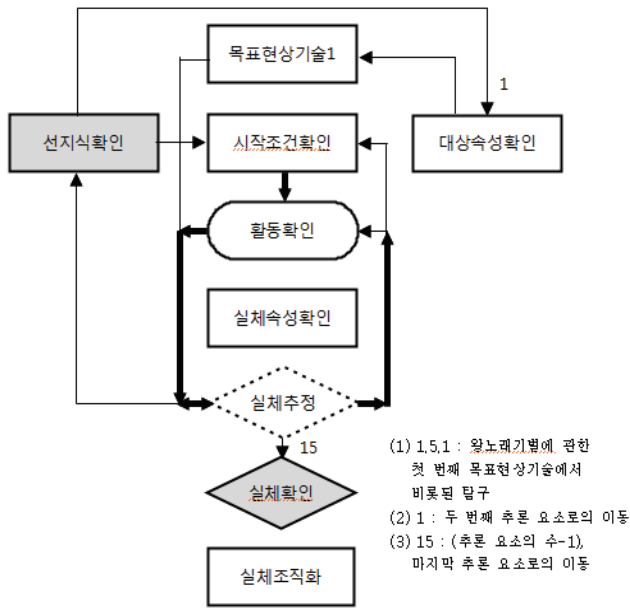 목표현상기술1
1
선지식확인
시작조건확인
대상속성확인
활동확인
실체속성확인
실체추정
15
실체확인
실체조직화
(1) 1,5,1 : 왕노래기벌에 관한
첫 번째 목표현상기술에서
비롯된 탐구
(2) 1 : 두 번째 추론 요소로의 이동
(3) 15 : (추론 요소의 수-1),
마지막 추론 요소로의 이동